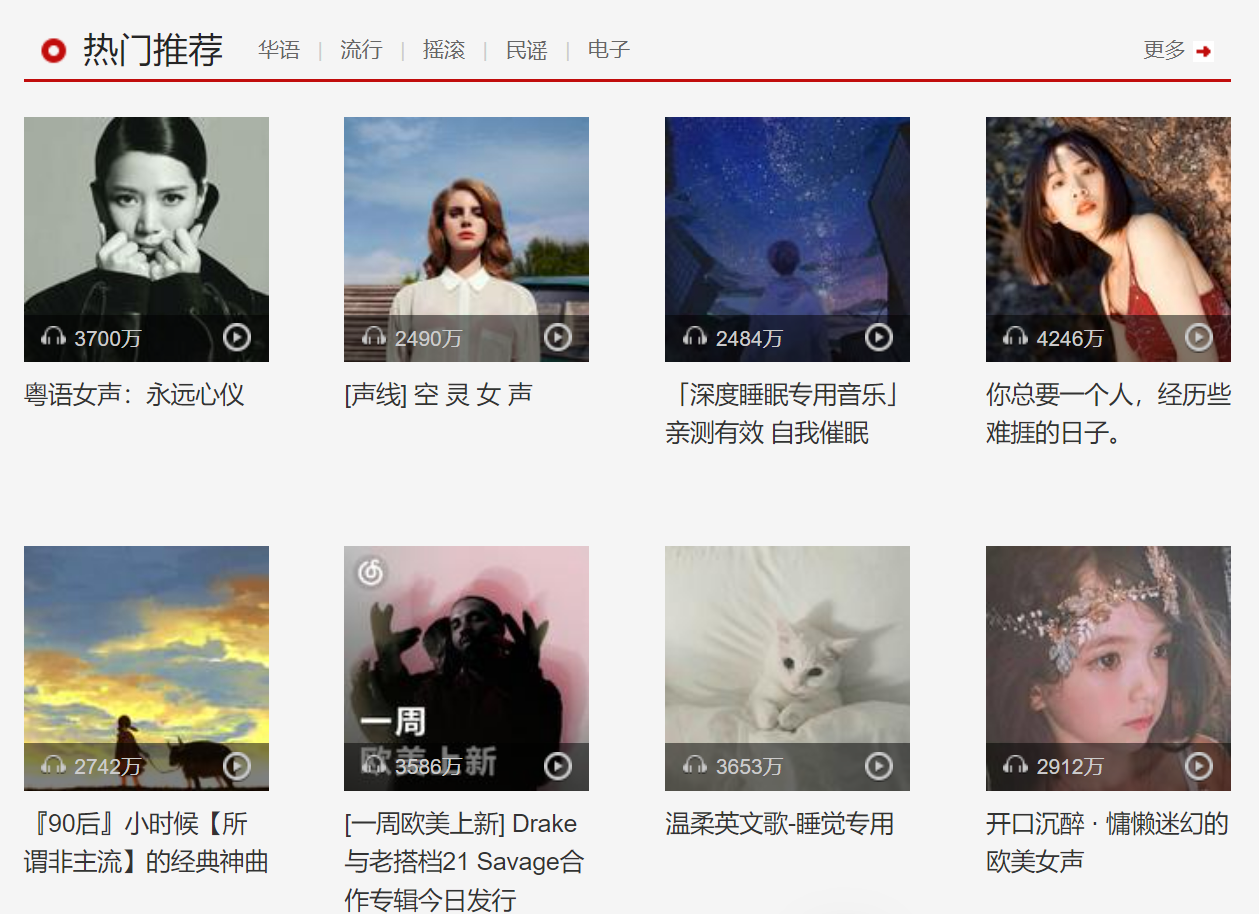 热门推荐 华语 | 流行 | 摇滚 | 民谣 | 电子 更多
3700万 2490万 2484万 4246万
粤语女声：永远心仪
[声线] 空 灵 女 声
「深度睡眠专用音乐」
亲测有效 自我催眠
你总要一个人，经历些
难捱的日子。
一周
欧美上新
2742万 3586万 3653万 2912万
『90后』小时候【所
谓非主流】的经典神曲
[一周欧美上新] Drake
与老搭档21 Savage合
作专辑今日发行
温柔英文歌-睡觉专用
开口沉醉 · 慵懒迷幻的
欧美女声